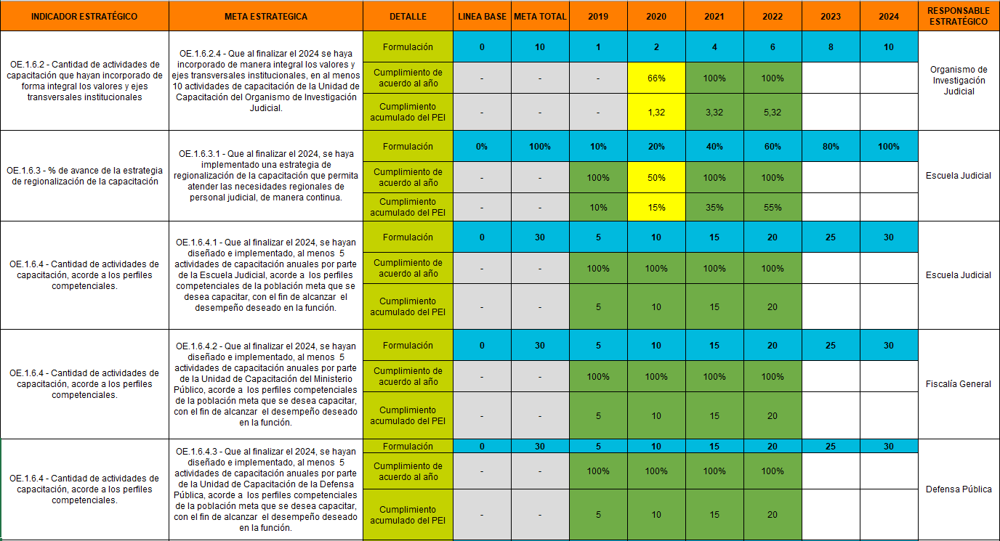 INDICADOR ESTRATÉGICO META ESTRATEGICA DETALLE LINEA BASE META TOTAL 2019 2020 2021 2022 2023 2024 RESPONSABLE
ESTRATÉGICO
OE.1.6.2 - Cantidad de actividades de
capacitación que hayan incorporado de
forma integral los valores y ejes
transversales institucionales
OE.1.6.2.4 - Que al finalizar el 2024 se haya
incorporado de manera integral los valores y
ejes transversales institucionales, en al menos
10 actividades de capacitación de la Unidad de
Capacitación del Organismo de Investigación
Judicial.
Formulación 0 10 1 2 4 6 8 10
Cumplimiento de
acuerdo al año - - - 66% 100% 100%
Cumplimiento
acumulado del PEI - - - 1,32 3,32 5,32
Organismo de
Investigación
Judicial
OE.1.6.3 - % de avance de la estrategia
de regionalización de la capacitación
OE.1.6.3.1 - Que al finalizar el 2024, se haya
implementado una estrategia de
regionalización de la capacitación que permita
atender las necesidades regionales de
personal judicial, de manera continua.
Formulación 0% 100% 10% 20% 40% 60% 80% 100%
Cumplimiento de
acuerdo al año - - 100% 50% 100% 100%
Cumplimiento
acumulado del PEI - - 10% 15% 35% 55%
Escuela Judicial
OE.1.6.4 - Cantidad de actividades de
capacitación, acorde a los perfiles
competenciales.
OE.1.6.4.1 - Que al finalizar el 2024, se hayan
diseñado e implementado, al menos 5
actividades de capacitación anuales por parte
de la Escuela Judicial, acorde a los perfiles
competenciales de la población meta que se
desea capacitar, con el fin de alcanzar el
desempeño deseado en la función.
Formulación 0 30 5 10 15 20 25 30
Cumplimiento de
acuerdo al año - - 100% 100% 100% 100%
Cumplimiento
acumulado del PEI - - 5 10 15 20
Escuela Judicial
OE.1.6.4 - Cantidad de actividades de
capacitación, acorde a los perfiles
competenciales.
OE.1.6.4.2 - Que al finalizar el 2024, se hayan
diseñado e implementado, al menos 5
actividades de capacitación anuales por parte
de la Unidad de Capacitación del Ministerio
Público, acorde a los perfiles competenciales
de la población meta que se desea capacitar,
con el fin de alcanzar el desempeño deseado
en la función.
Formulación 0 30 5 10 15 20 25 30
Cumplimiento de
acuerdo al año - - 100% 100% 100% 100%
Cumplimiento
acumulado del PEI - - 5 10 15 20
Fiscalía General
OE.1.6.4 - Cantidad de actividades de
capacitación, acorde a los perfiles
competenciales.
OE.1.6.4.3 - Que al finalizar el 2024, se hayan
diseñado e implementado, al menos 5
actividades de capacitación anuales por parte
de la Unidad de Capacitación de la Defensa
Pública, acorde a los perfiles competenciales
de la población meta que se desea capacitar,
con el fin de alcanzar el desempeño deseado
en la función.
Formulación 0 30 5 10 15 20 25 30
Cumplimiento de
acuerdo al año - - 100% 100% 100% 100%
Cumplimiento
acumulado del PEI - - 5 10 15 20
Defensa Pública